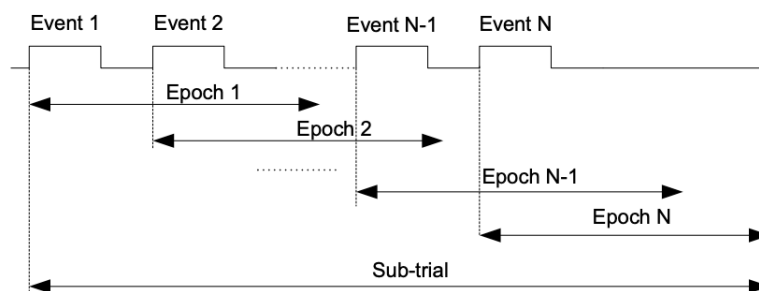 Event 1 Event 2 Event N-1 Event N
Epoch 1
Epoch 2
Epoch N-1
Epoch N
Sub-trial